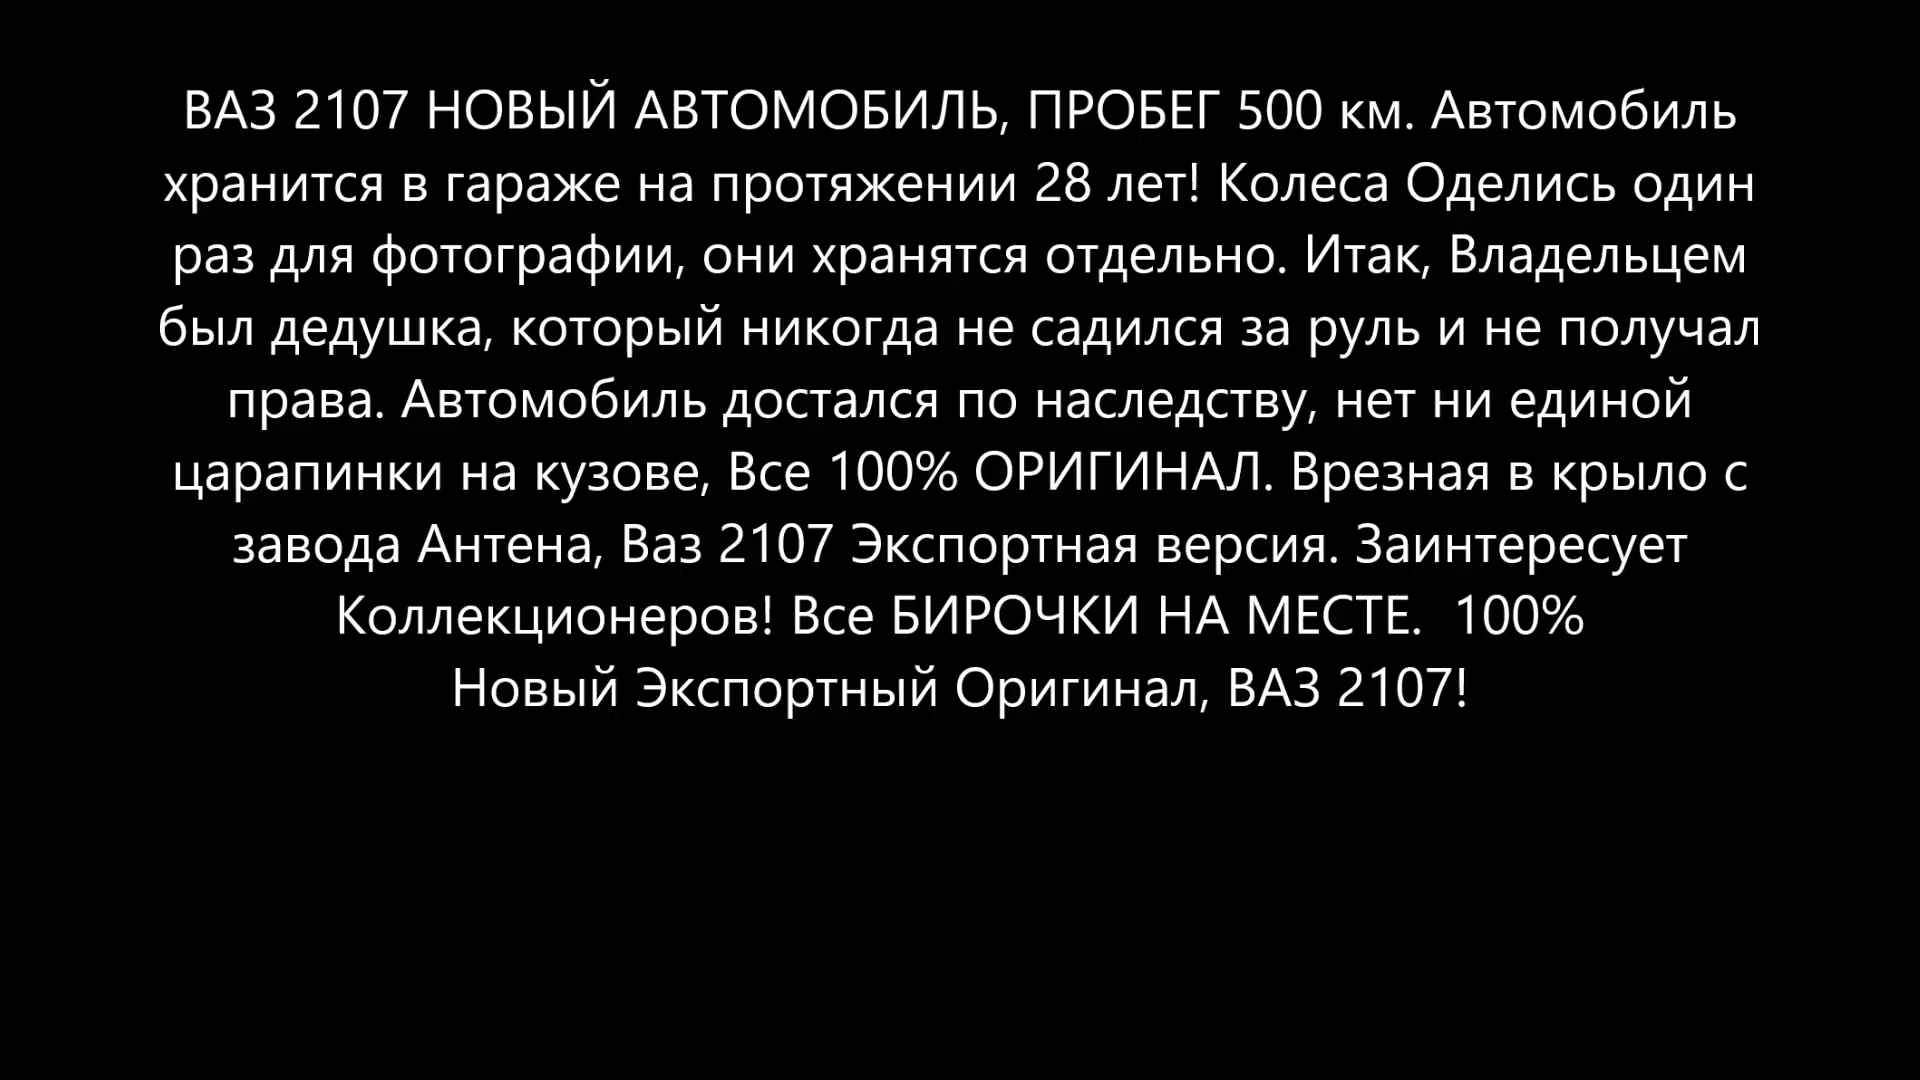 ВАЗ 2107 НОВЫЙ АВТОМОБИЛЬ, ПРОБЕГ 500 км. Автомобиль
хранится в гараже на протяжении 28 лет! Колеса Оделись один
раз для фотографии, они хранятся отдельно. Итак, Владельцем
был дедушка, который никогда не садился за руль и не получал
права. Автомобиль достался по наследству, нет ни единой
царапинки на кузове, Все 100% ОРИГИНАЛ. Врезная в крыло с
завода Антена, Ваз 2107 Экспортная версия. Заинтересует
Коллекционеров! Все БИРОЧКИ НА МЕСТЕ.  100%
Новый Экспортный Оригинал, ВАЗ 2107!